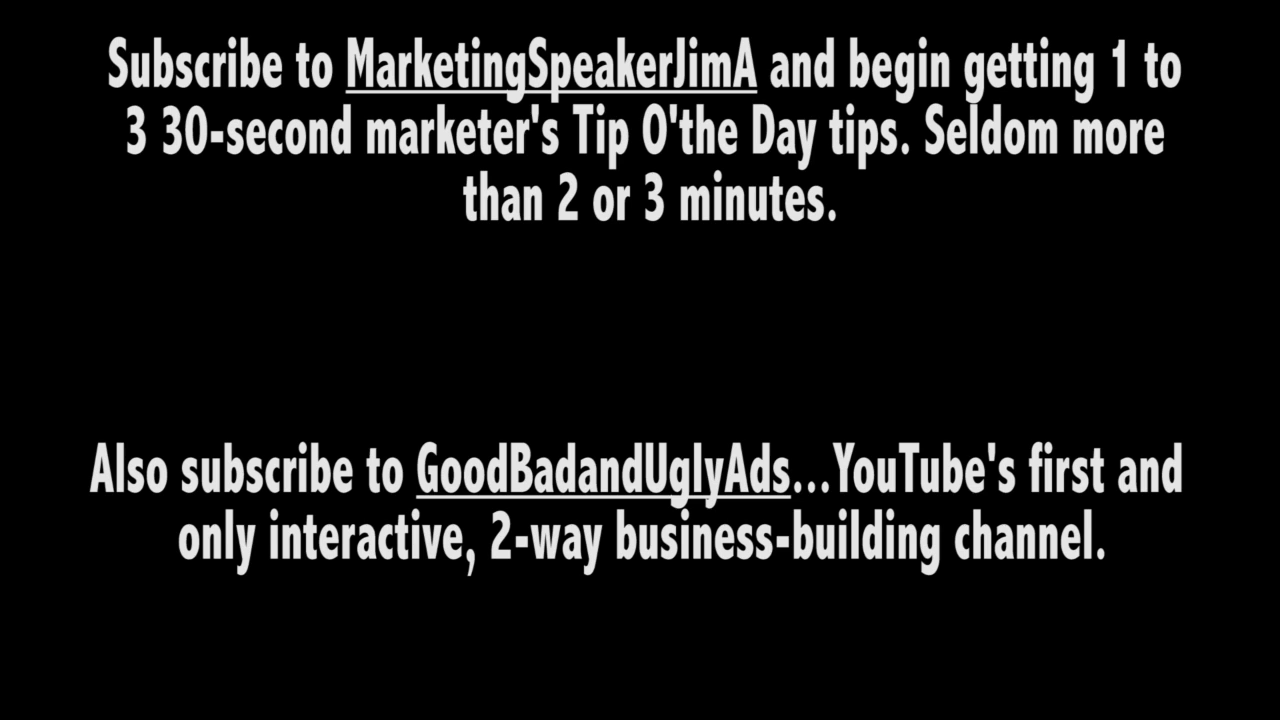 Subscribe to MarketingSpeakerJimA and begin getting 1 to
3 30-second marketer's Tip O'the Day tips. Seldom more
than 2 or 3 minutes.
Also subscribe to GoodBadandUglyAds...YouTube's first and
only interactive, 2-way business-building channel.